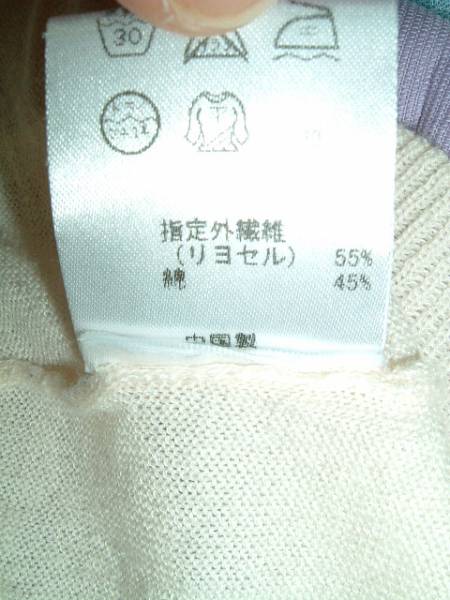 30
指定外繊維
(リヨセル) 55%
綿 45%
中国製